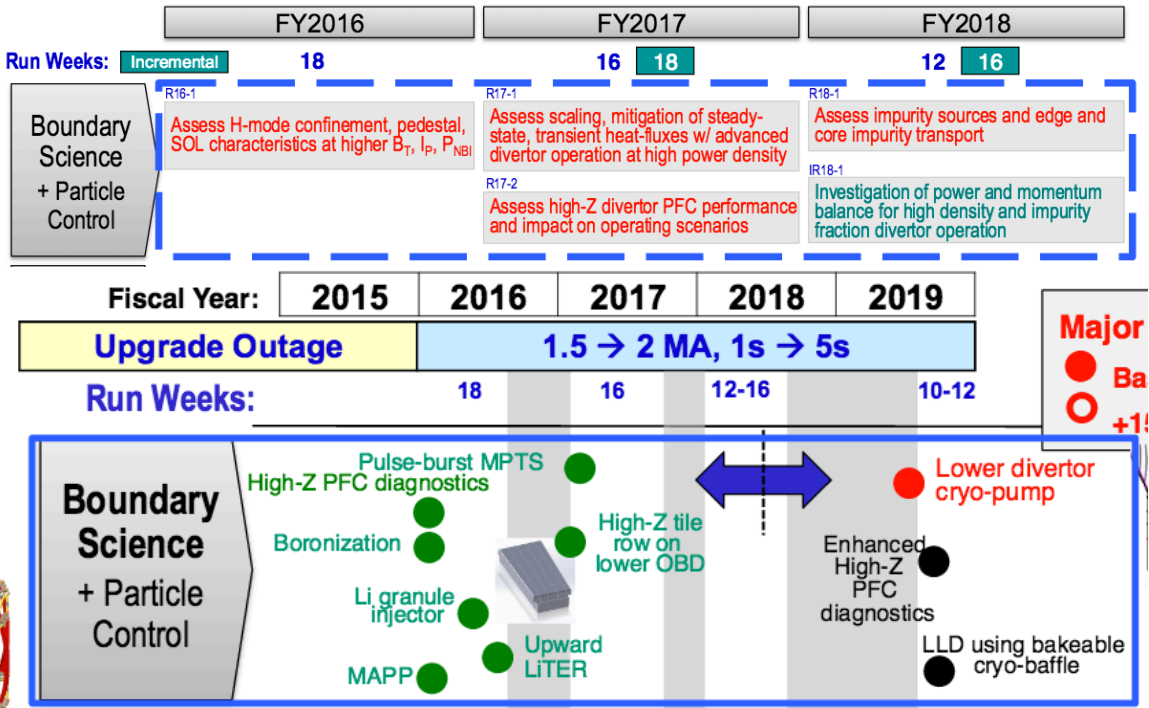 FY2016 FY2017 FY2018
Run Weeks: Incremental 18 16 18 12 16
Boundary
Science
+ Particle
Control
R16-1
Assess H-mode confinement, pedestal,
SOL characteristics at higher BT, IP, PNBI
R17-1
Assess scaling, mitigation of steady-
state, transient heat-fluxes w/ advanced
divertor operation at high power density
R17-2
Assess high-Z divertor PFC performance
and impact on operating scenarios
R18-1
Assess impurity sources and edge and
core impurity transport
IR18-1
Investigation of power and momentum
balance for high density and impurity
fraction divertor operation
Fiscal Year: 2015 2016 2017 2018 2019
Upgrade Outage 1.5 → 2 MA, 1s → 5s
Run Weeks: 18 16 12-16 10-12
Major
Ba
+15
Boundary
Science
+ Particle
Control
Pulse-burst MPTS
High-Z PFC diagnostics
Boronization
Li granule
injector
MAPP
High-Z tile
row on
lower OBD
Upward
LiTER
Lower divertor
cryo-pump
Enhanced
High-Z
PFC
diagnostics
LLD using bakeable
cryo-baffle